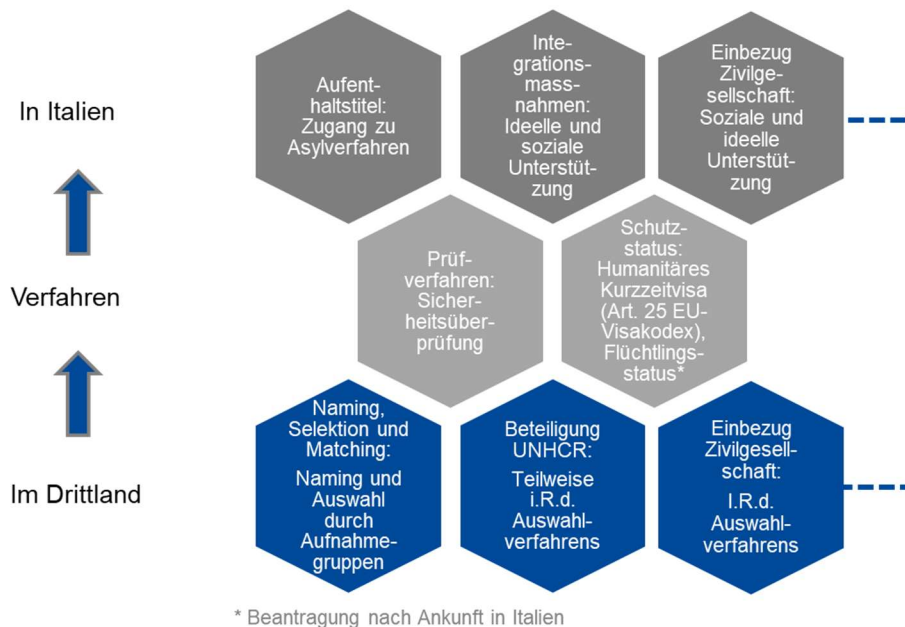 In Italien
Aufent-
haltstitel:
Zugang zu
Asylverfahren
Inte-
grations-
mass-
nahmen:
Ideelle und
soziale
Unterstüt-
zung
Einbezug
Zivilge-
sellschaft:
Soziale und
ideelle
Unterstüt-
zung
Verfahren
Prüf-
verfahren:
Sicher-
heitsüber-
prüfung
Schutz-
status:
Humanitäres
Kurzzeitvisa
(Art. 25 EU-
Visakodex),
Flüchtlings-
status*
Im Drittland
Naming,
Selektion und
Matching:
Naming und
Auswahl
durch
Aufnahme-
gruppen
Beteiligung
UNHCR:
Teilweise
i.R.d.
Auswahl-
verfahrens
Einbezug
Zivilgesell-
schaft:
I.R.d.
Auswahl-
verfahrens
* Beantragung nach Ankunft in Italien